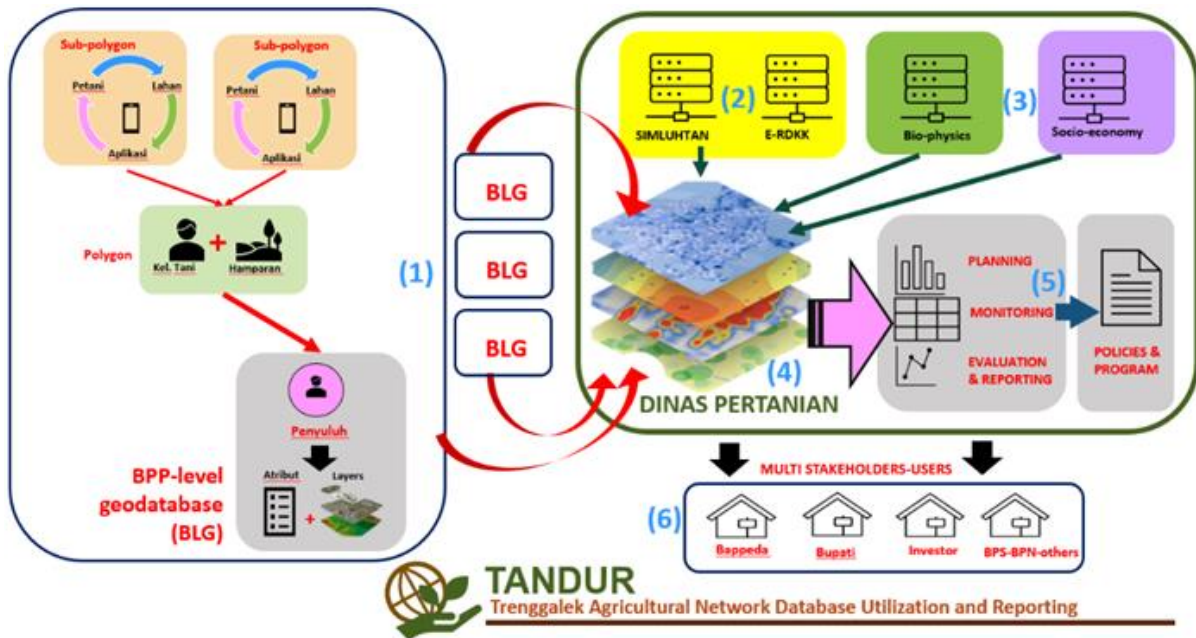 Sub-polygon
Petani
Lahan
Aplikasi
Sub-polygon
Petani
Lahan
Aplikasi
Polygon
Kel. Tani
+
Hamparan
(1)
Penyuluh
Atribut
+
Layers
BPP-level
geodatabase
(BLG)
BLG
BLG
BLG
SIMLUHTAN
(2)
E-RDKK
Bio-physics
(3)
Socio-economy
(4)
DINAS PERTANIAN
PLANNING
MONITORING
EVALUATION
& REPORTING
(5)
POLICIES &
PROGRAM
MULTI STAKEHOLDERS-USERS
(6)
Bappeda
Bupati
Investor
BPS-BPN-others
TANDUR
Trenggalek Agricultural Network Database Utilization and Reporting